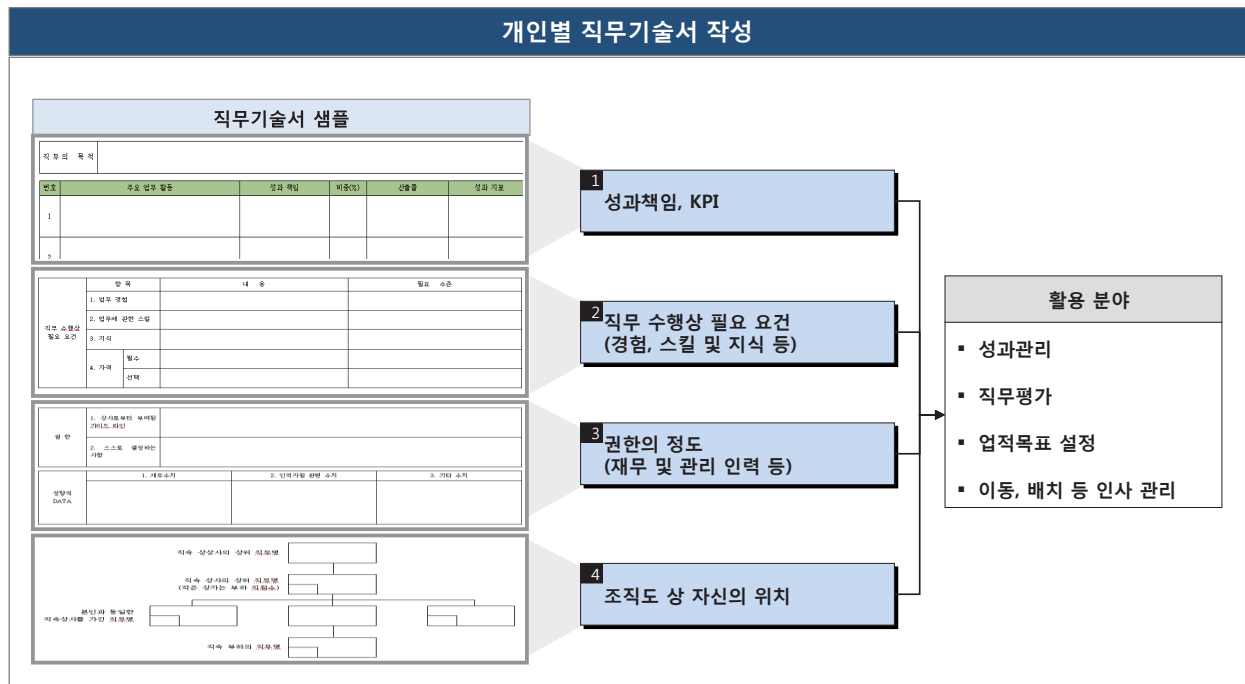 개인별 직무기술서 작성
직무기술서 샘플
직무의 목적
번호 주요 업무 활동 성과 책임 비중(%) 산출물 성과 지표
1
2
항 목 내 용 필요 수준
직무 수행상
필요 요건
1. 업무 경험
2. 업무에 관한 스킬
3. 지식
4. 자격
필수
선택
권 한
1. 상사로부터 부여된
가이드 라인
2. 스스로 결정하는
사항
정량적
DATA
1. 재무수치 2. 인적자원 관련 수치 3. 기타 수치
직속 상상사의 상위 직무명
직속 상사의 상위 직무명
(작은 상자는 부하 직원수)
본인과 동일한
직속상사를 가진 직무명
직속 부하의 직무명
1
성과책임, KPI
2
직무 수행상 필요 요건
(경험, 스킬 및 지식 등)
3
권한의 정도
(재무 및 관리 인력 등)
4
조직도 상 자신의 위치
활용 분야
▪ 성과관리
▪ 직무평가
▪ 업적목표 설정
▪ 이동, 배치 등 인사 관리